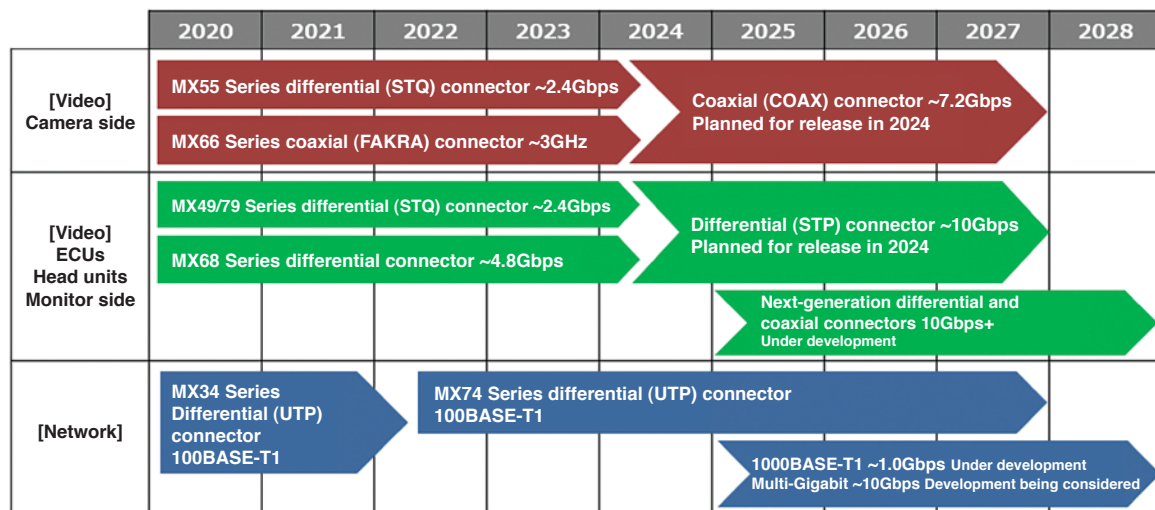 2020 2021 2022 2023 2024 2025 2026 2027 2028
[Video]
Camera side
MX55 Series differential (STQ) connector ~2.4Gbps
MX66 Series coaxial (FAKRA) connector ~3GHz
Coaxial (COAX) connector ~7.2Gbps
Planned for release in 2024
[Video]
ECUs
Head units
Monitor side
MX49/79 Series differential (STQ) connector ~2.4Gbps
MX68 Series differential connector ~4.8Gbps
Differential (STP) connector ~10Gbps
Planned for release in 2024
Next-generation differential and
coaxial connectors 10Gbps+
Under development
[Network]
MX34 Series
Differential (UTP)
connector
100BASE-T1
MX74 Series differential (UTP) connector
100BASE-T1
1000BASE-T1 ~1.0Gbps Under development
Multi-Gigabit ~10Gbps Development being considered